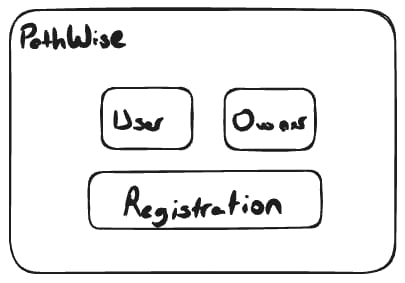 PathWise
User
Owner
Registration